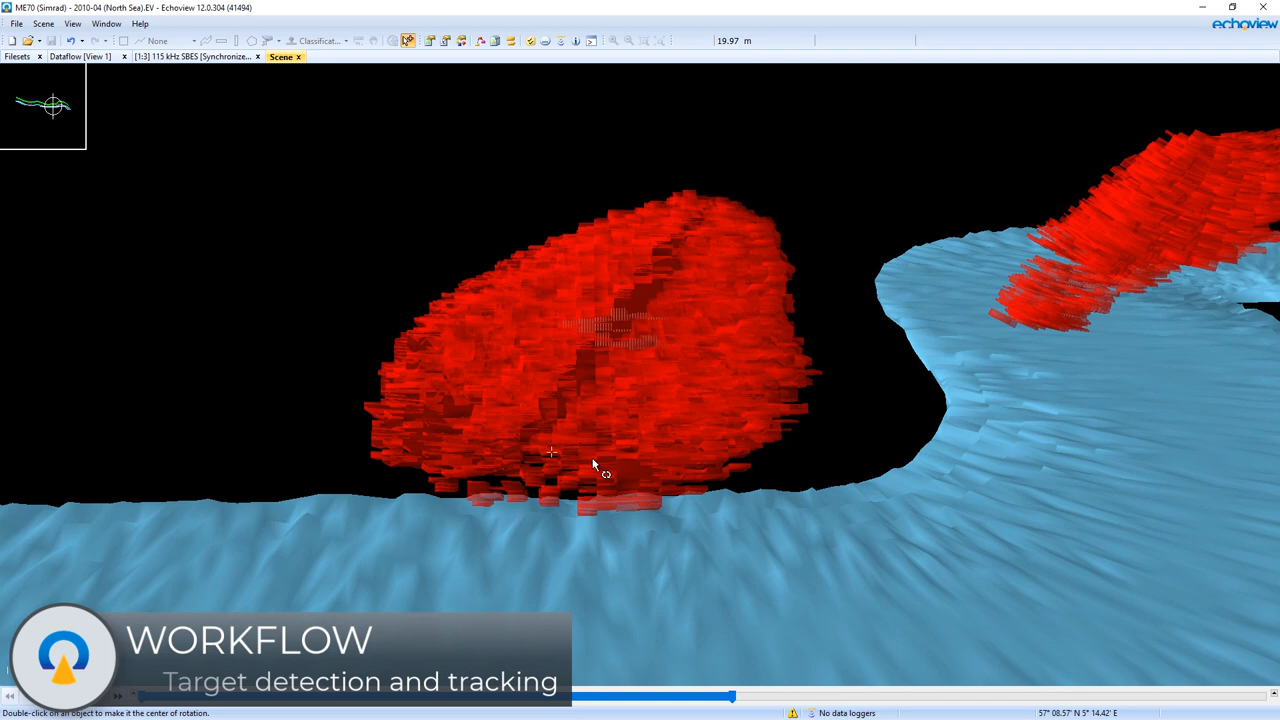 ME70 (Simrad) - 2010-04 (North Sea).EV - Echoview 12.0.304 (41494)
File Scene View Window Help
echoview
None Classificat... 19.97 m
Filesets Dataflow [View 1] [1:3] 115 kHz SBES [Synchronize... Scene
WORKFLOW
Target detection and tracking
Double-click on an object to make it the center of rotation.
No data loggers
57° 08.57' N 5° 14.42' E